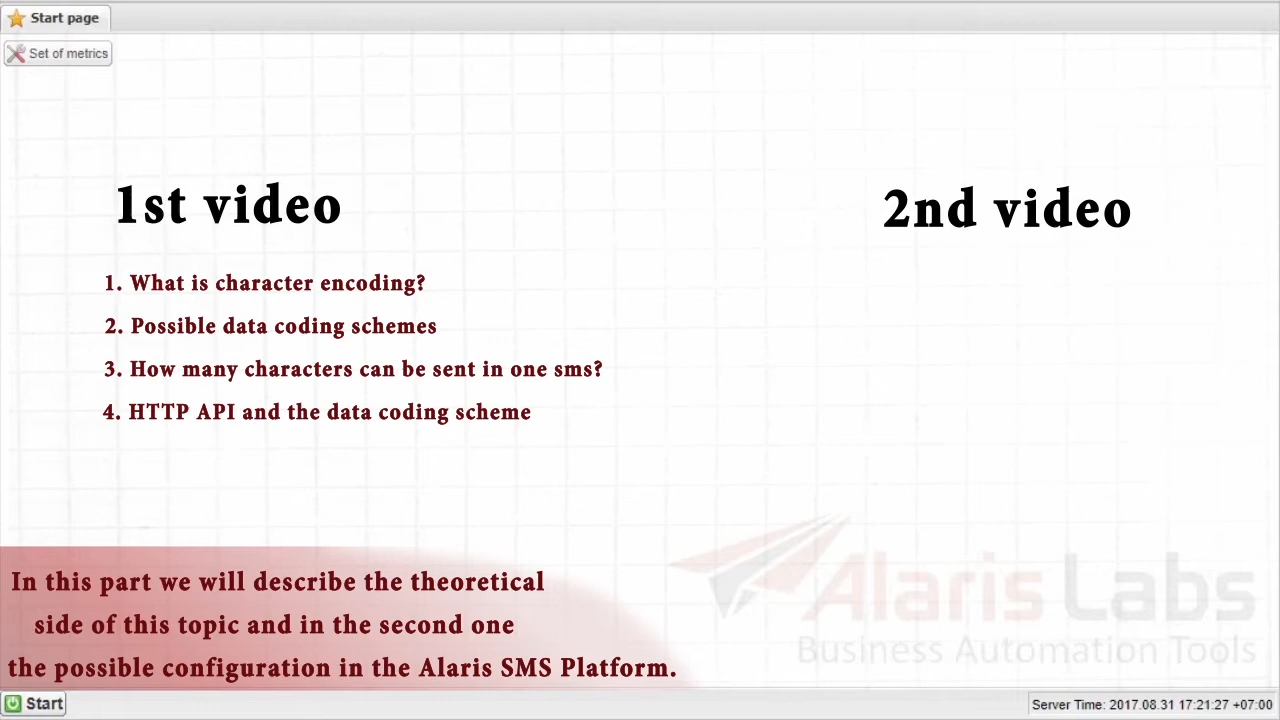 Start page
Set of metrics
1st video
2nd video
1. What is character encoding?
2. Possible data coding schemes
3. How many characters can be sent in one sms?
4. HTTP API and the data coding scheme
In this part we will describe the theoretical
side of this topic and in the second one
the possible configuration in the Alaris SMS Platform.
Alaris Labs
Business Automation Tools
Start
Server Time: 2017.08.31 17:21:27 +07:00